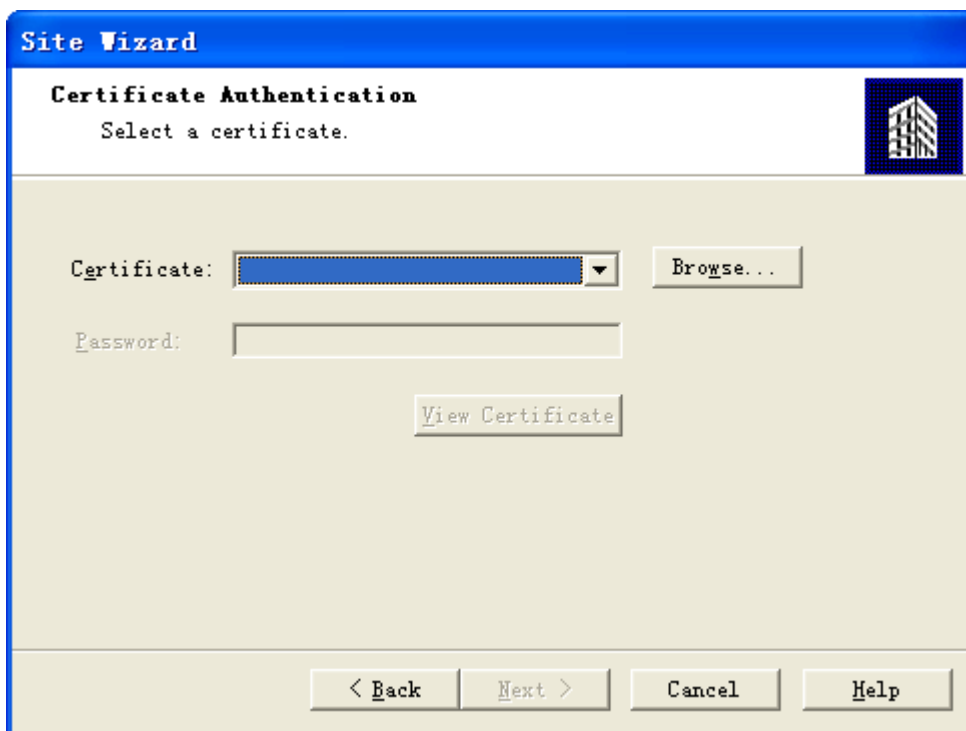 Site Wizard
Certificate Authentication
Select a certificate.
Certificate:
Browse...
Password:
View Certificate
< Back
Next >
Cancel
Help